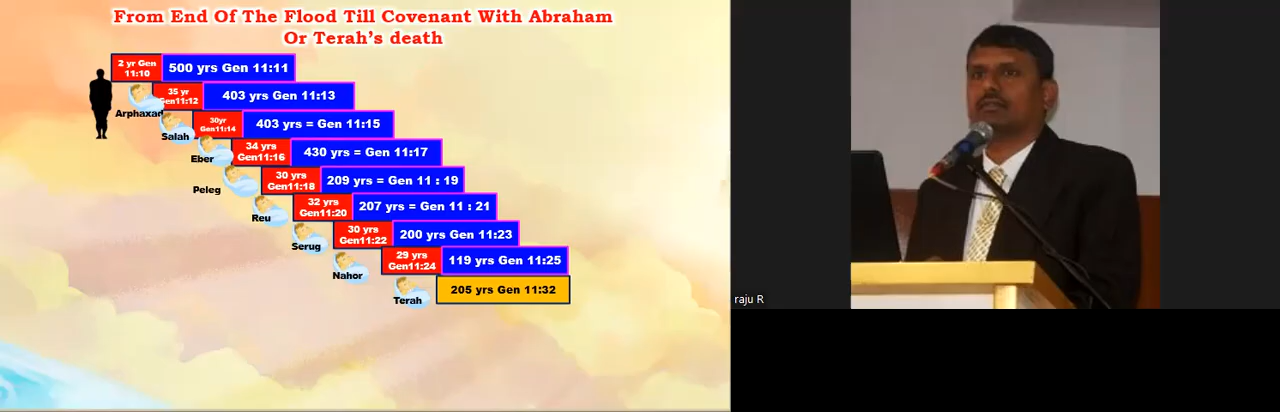 From End Of The Flood Till Covenant With Abraham
Or Terah’s death
2 yr Gen
11:10
500 yrs Gen 11:11
Arphaxad
35 yr
Gen11:12
403 yrs Gen 11:13
Salah
30yr
Gen11:14
403 yrs = Gen 11:15
Eber
34 yrs
Gen11:16
430 yrs = Gen 11:17
Peleg
30 yrs
Gen11:18
209 yrs = Gen 11 : 19
Reu
32 yrs
Gen11:20
207 yrs = Gen 11 : 21
Serug
30 yrs
Gen11:22
200 yrs Gen 11:23
Nahor
29 yrs
Gen11:24
119 yrs Gen 11:25
Terah
205 yrs Gen 11:32
raju R